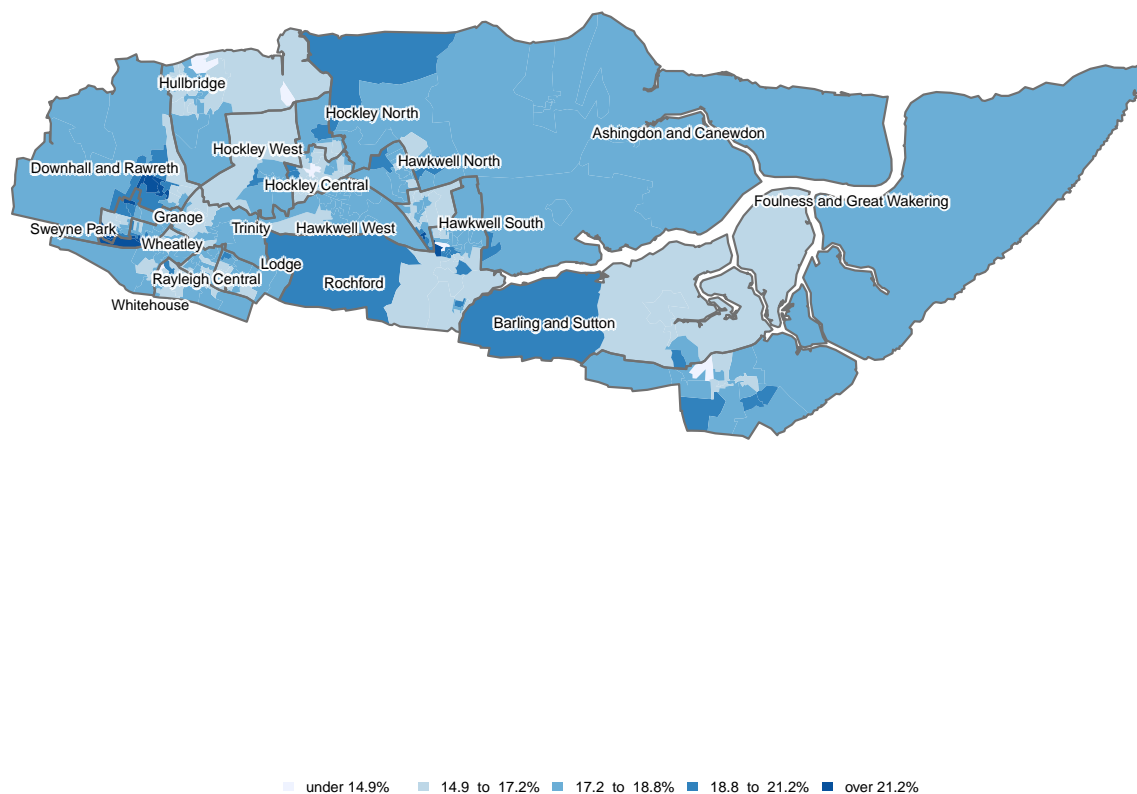 Hullbridge
Hockley North
Ashingdon and Canewdon
Hockley West
Hawkwell North
Downhall and Rawreth
Hockley Central
Foulness and Great Wakering
Grange
Hawkwell South
Sweyne Park
Trinity
Hawkwell West
Wheatley
Lodge
Rayleigh Central
Rochford
Whitehouse
Barling and Sutton
under 14.9% 14.9 to 17.2% 17.2 to 18.8% 18.8 to 21.2% over 21.2%